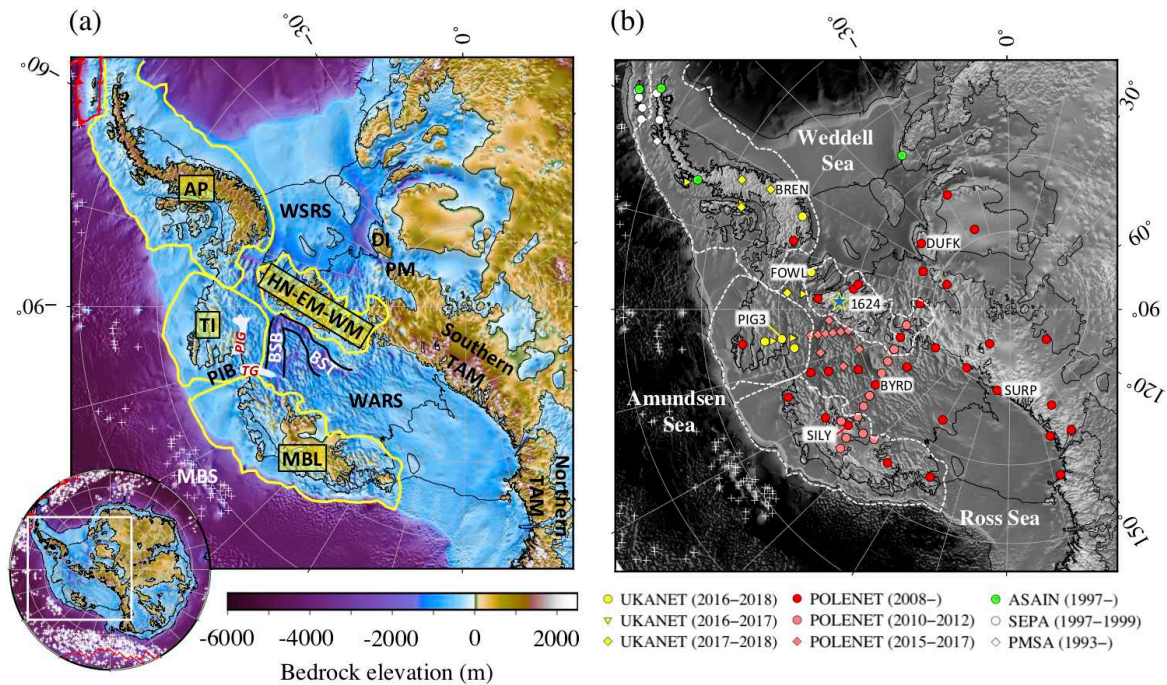 (a)
(b)
-30°
0°
-60°
-90°
AP
WSRS
DI
PM
HN-EM-WM
TI
PIG
TG
PIB
BSB
BST
Southern
TAM
WARS
MBL
MBS
Northern
TAM
-6000 -4000 -2000 0 2000
Bedrock elevation (m)
-30°
0°
30°
60°
90°
120°
150°
Weddell
Sea
BREN
DUFK
FOWL
1624
PIG3
BYRD
SURP
Amundsen
Sea
SILY
Ross Sea
UKANET (2016−2018)
POLENET (2008-)
ASAIN (1997-)
UKANET (2016−2017)
POLENET (2010−2012)
SEPA (1997−1999)
UKANET (2017−2018)
POLENET (2015−2017)
PMSA (1993-)